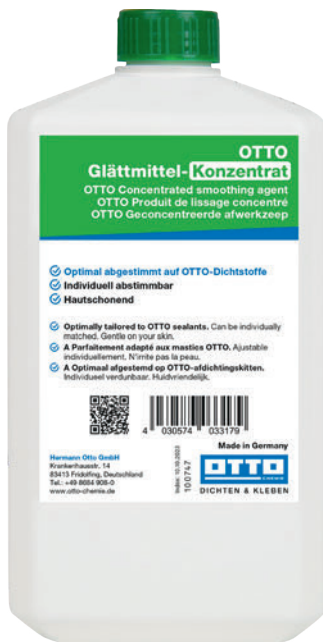 OTTO
Glättmittel-Konzentrat
OTTO Concentrated smoothing agent
OTTO Produit de lissage concentré
OTTO Geconcentreerde afwerkzeep
Optimal abgestimmt auf OTTO-Dichtstoffe
Individuell abstimmbar
Hautschonend
Optimally tailored to OTTO sealants. Can be individually
matched. Gentle on your skin.
A Parfaitement adapté aux mastics OTTO. Ajustable
individuellement. N'irrite pas la peau.
A Optimaal afgestemd op OTTO-afdichtingskitten.
Individueel verdunbaar. Huidvriendelijk.
4 030574 033179
Index: 10.10.2023
100747
Hermann Otto GmbH
Krankenhausstr. 14
83413 Fridolfing, Deutschland
Tel.: +49 8684 908-0
www.otto-chemie.de
Made in Germany
OTTO
DICHTEN & KLEBEN